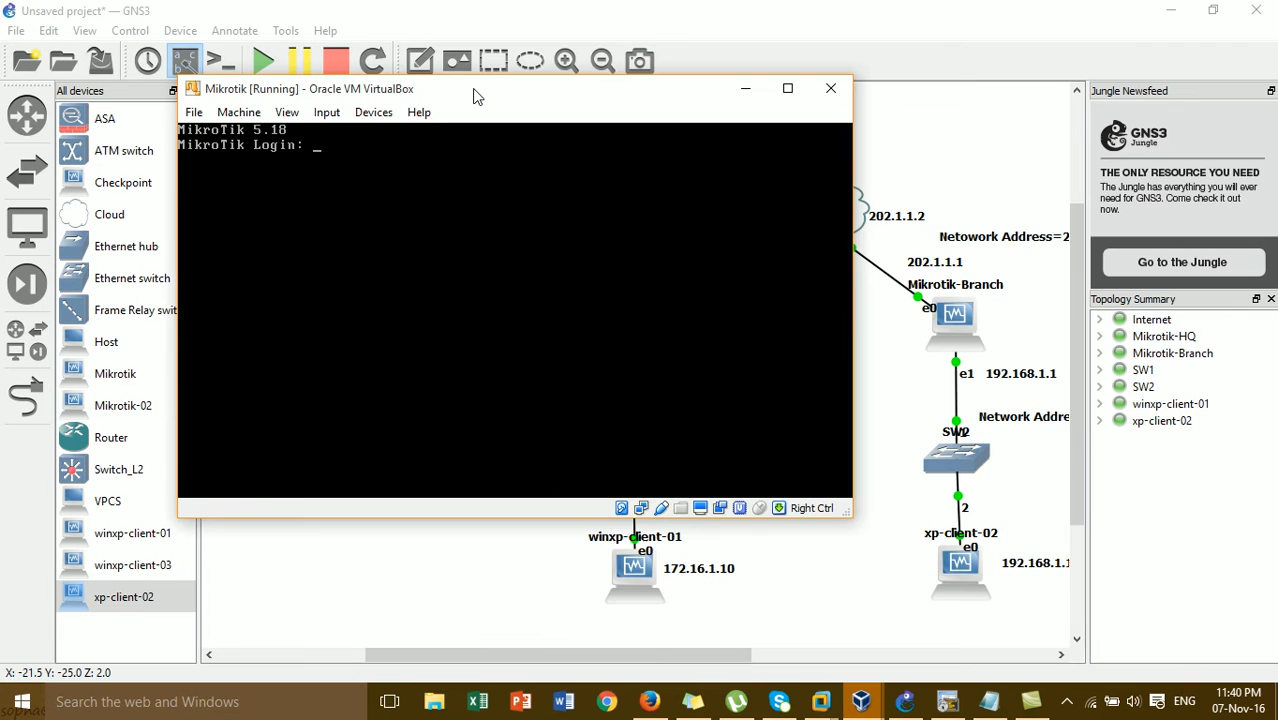 Unsaved project* — GNS3
File Edit View Control Device Annotate Tools Help
All devices
ASA
ATM switch
Checkpoint
Cloud
Ethernet hub
Ethernet switch
Frame Relay swit
Host
Mikrotik
Mikrotik-02
Router
Switch_L2
VPCS
winxp-client-01
winxp-client-03
xp-client-02
Mikrotik [Running] - Oracle VM VirtualBox
File Machine View Input Devices Help
MikroTik 5.18
MikroTik Login: _
Right Ctrl
202.1.1.2
Netowork Address=2
202.1.1.1
Mikrotik-Branch
e0
e1 192.168.1.1
Network Addre
SW2
2
winxp-client-01
e0
172.16.1.10
xp-client-02
e0
192.168.1.1
Jungle Newsfeed
GNS3
Jungle
THE ONLY RESOURCE YOU NEED
The Jungle has everything you will ever
need for GNS3. Come check it out
now.
Go to the Jungle
Topology Summary
Internet
Mikrotik-HQ
Mikrotik-Branch
SW1
SW2
winxp-client-01
xp-client-02
X: -21.5 Y: -25.0 Z: 2.0
Search the web and Windows
ENG
11:40 PM
07-Nov-16